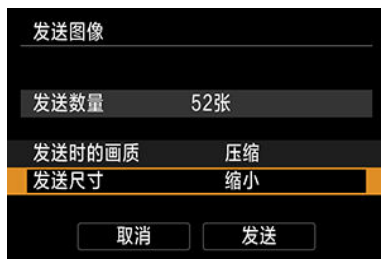 发送图像
发送数量 52张
发送时的画质 压缩
发送尺寸 缩小
取消 发送